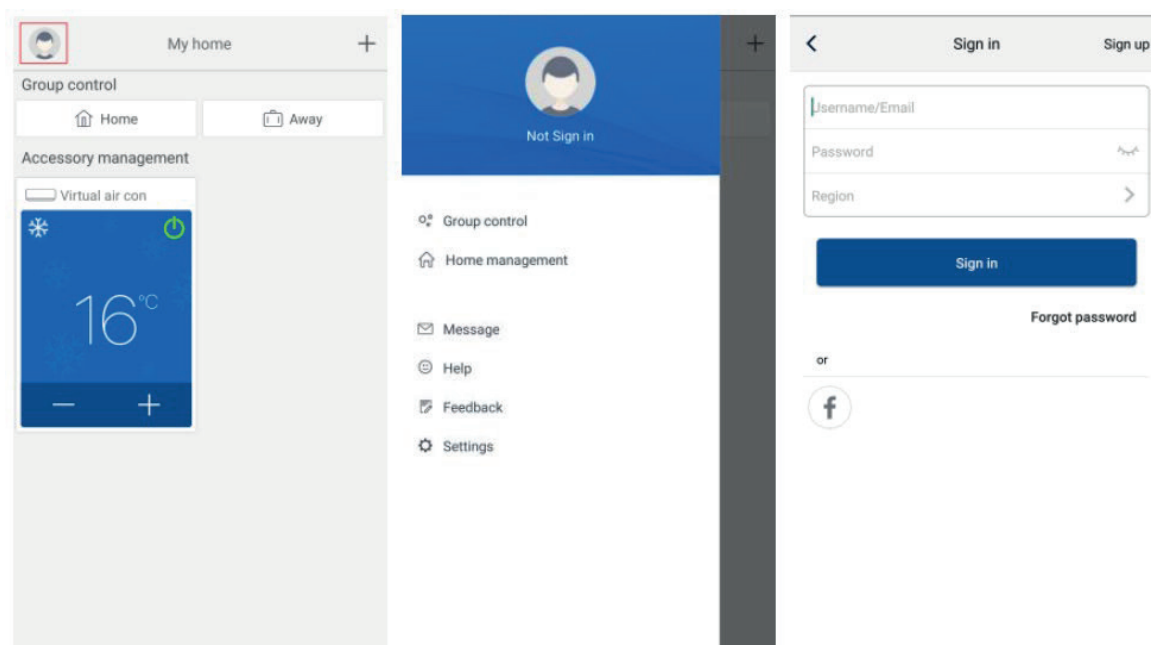 My home
Group control
Home
Away
Accessory management
Virtual air con
16°C
Not Sign in
Group control
Home management
Message
Help
Feedback
Settings
Sign in
Sign up
Username/Email
Password
Region
Sign in
Forgot password
or